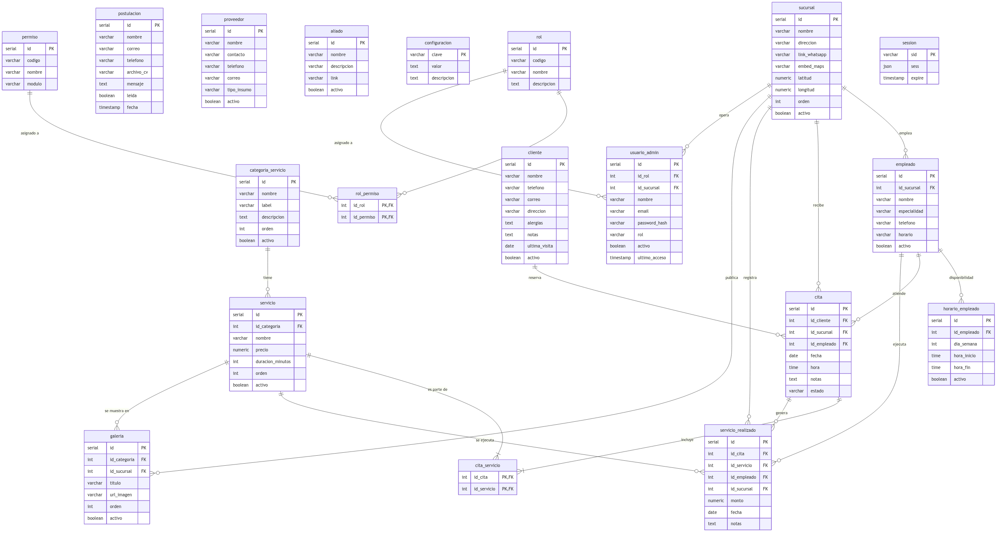 postulacion
serial id PK
varchar nombre
varchar correo
varchar telefono
varchar archivo_cv
text mensaje
boolean leida
timestamp fecha
proveedor
serial id PK
varchar nombre
varchar contacto
varchar telefono
varchar correo
varchar tipo_insumo
boolean activo
aliado
serial id PK
varchar nombre
varchar descripcion
varchar link
boolean activo
permiso
serial id PK
varchar codigo
varchar nombre
varchar modulo
configuracion
varchar clave PK
text valor
text descripcion
rol
serial id PK
varchar codigo
varchar nombre
text descripcion
sucursal
serial id PK
varchar nombre
varchar direccion
varchar link_whatsapp
varchar embed_maps
numeric latitud
numeric longitud
int orden
boolean activo
session
varchar sid PK
json sess
timestamp expire
asignado a
asignado a
opera
emplea
categoria_servicio
serial id PK
varchar nombre
varchar label
text descripcion
int orden
boolean activo
rol_permiso
int id_rol PK,FK
int id_permiso PK,FK
cliente
serial id PK
varchar nombre
varchar telefono
varchar correo
varchar direccion
text alergias
text notas
date ultima_visita
boolean activo
usuario_admin
serial id PK
int id_rol FK
int id_sucursal FK
varchar nombre
varchar email
varchar password_hash
varchar rol
boolean activo
timestamp ultimo_acceso
recibe
empleado
serial id PK
int id_sucursal FK
varchar nombre
varchar especialidad
varchar telefono
varchar horario
boolean activo
tiene
reserva
publica
registra
disponibilidad
atiende
servicio
serial id PK
int id_categoria FK
varchar nombre
numeric precio
int duracion_minutos
int orden
boolean activo
cita
serial id PK
int id_cliente FK
int id_sucursal FK
int id_empleado FK
date fecha
time hora
text notas
varchar estado
ejecuta
horario_empleado
serial id PK
int id_empleado FK
int dia_semana
time hora_inicio
time hora_fin
boolean activo
es parte de
se muestra en
genera
se ejecuta
incluye
galeria
serial id PK
int id_categoria FK
int id_sucursal FK
varchar titulo
varchar url_imagen
int orden
boolean activo
cita_servicio
int id_cita PK,FK
int id_servicio PK,FK
servicio_realizado
serial id PK
int id_cita FK
int id_servicio FK
int id_empleado FK
int id_sucursal FK
numeric monto
date fecha
text notas